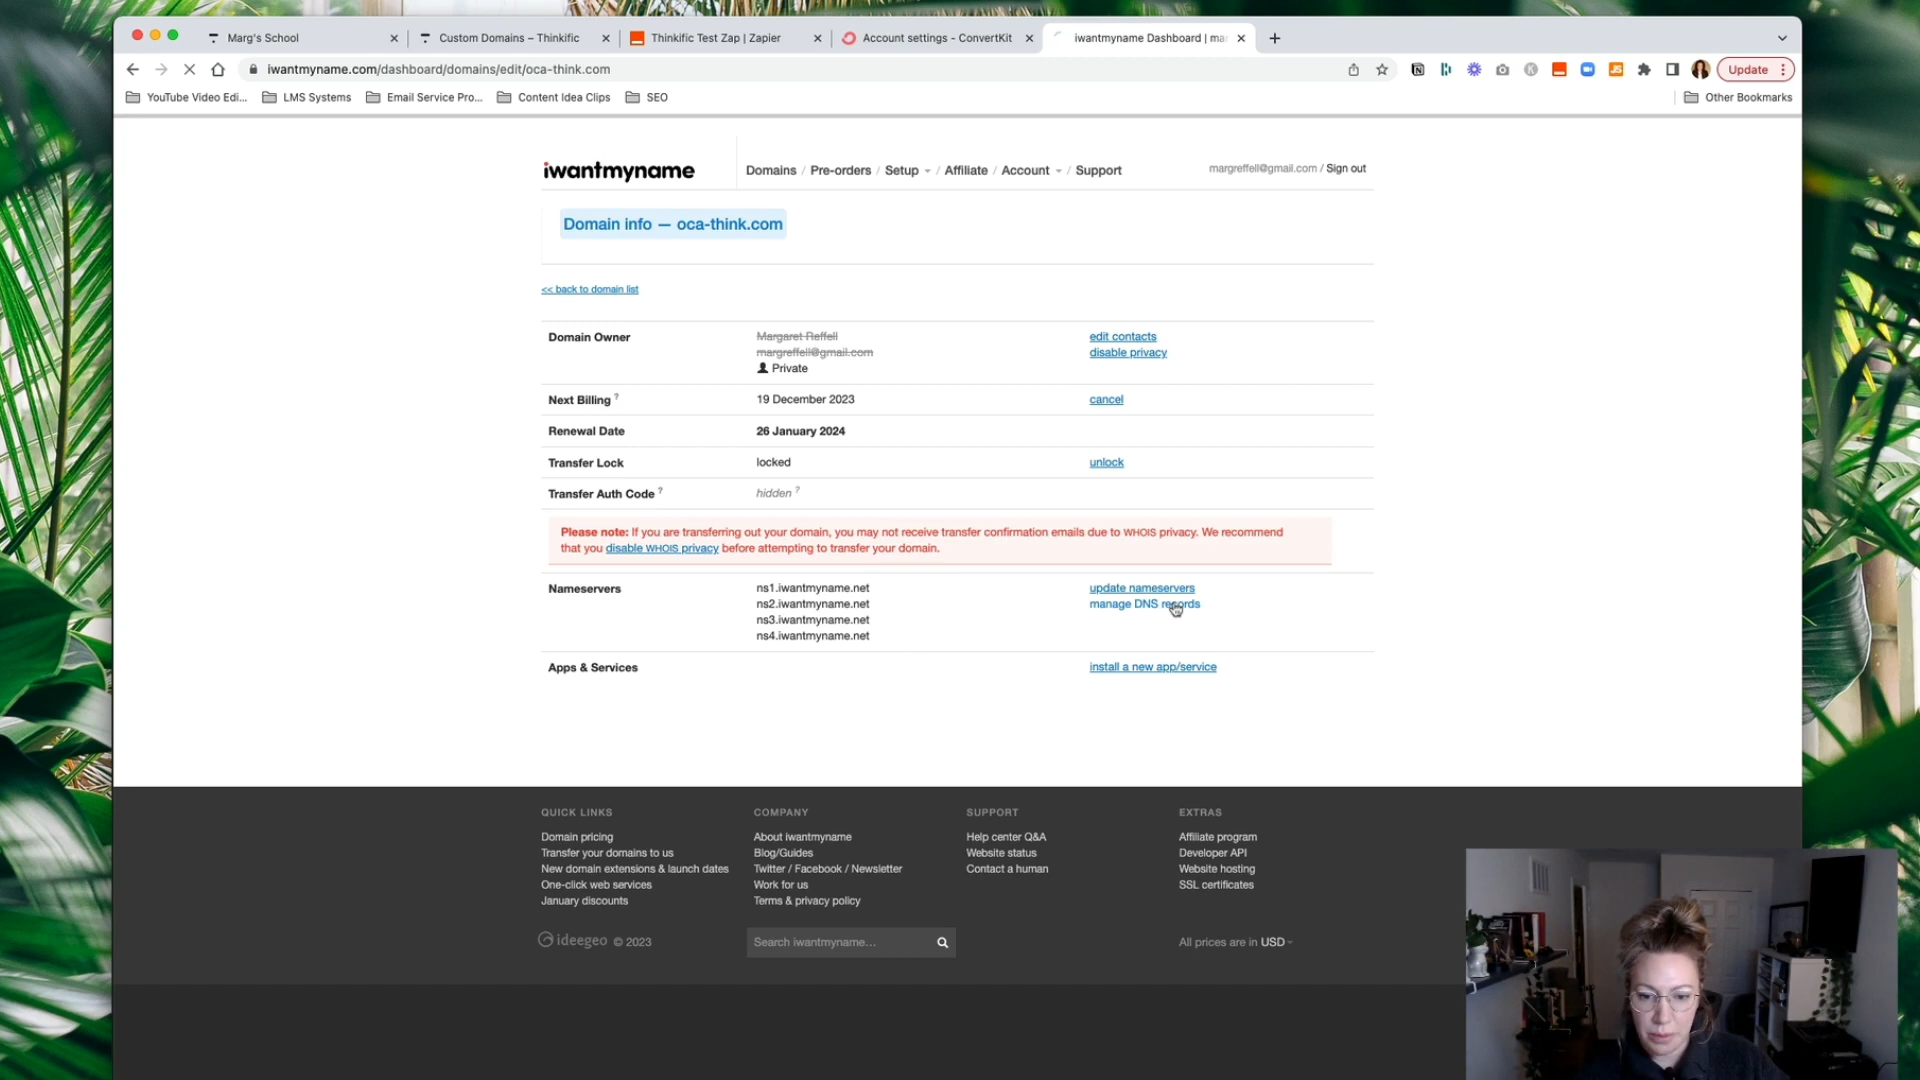 Marg's School
Custom Domains – Thinkific
Thinkific Test Zap | Zapier
Account settings - ConvertKit
iwantmyname Dashboard | mar
iwantmyname.com/dashboard/domains/edit/oca-think.com
Update
YouTube Video Edi...
LMS Systems
Email Service Pro...
Content Idea Clips
SEO
Other Bookmarks
iwantmyname
Domains / Pre-orders / Setup / Affiliate / Account / Support
margreffell@gmail.com / Sign out
Domain info — oca-think.com
<< back to domain list
Domain Owner
Margaret Reffell
edit contacts
margreffell@gmail.com
disable privacy
Private
Next Billing ?
19 December 2023
cancel
Renewal Date
26 January 2024
Transfer Lock
locked
unlock
Transfer Auth Code ?
hidden ?
Please note: If you are transferring out your domain, you may not receive transfer confirmation emails due to WHOIS privacy. We recommend
that you disable WHOIS privacy before attempting to transfer your domain.
Nameservers
ns1.iwantmyname.net
update nameservers
ns2.iwantmyname.net
manage DNS records
ns3.iwantmyname.net
ns4.iwantmyname.net
Apps & Services
install a new app/service
QUICK LINKS
Domain pricing
Transfer your domains to us
New domain extensions & launch dates
One-click web services
January discounts
COMPANY
About iwantmyname
Blog/Guides
Twitter / Facebook / Newsletter
Work for us
Terms & privacy policy
SUPPORT
Help center Q&A
Website status
Contact a human
EXTRAS
Affiliate program
Developer API
Website hosting
SSL certificates
ideegeo © 2023
Search iwantmyname...
All prices are in USD